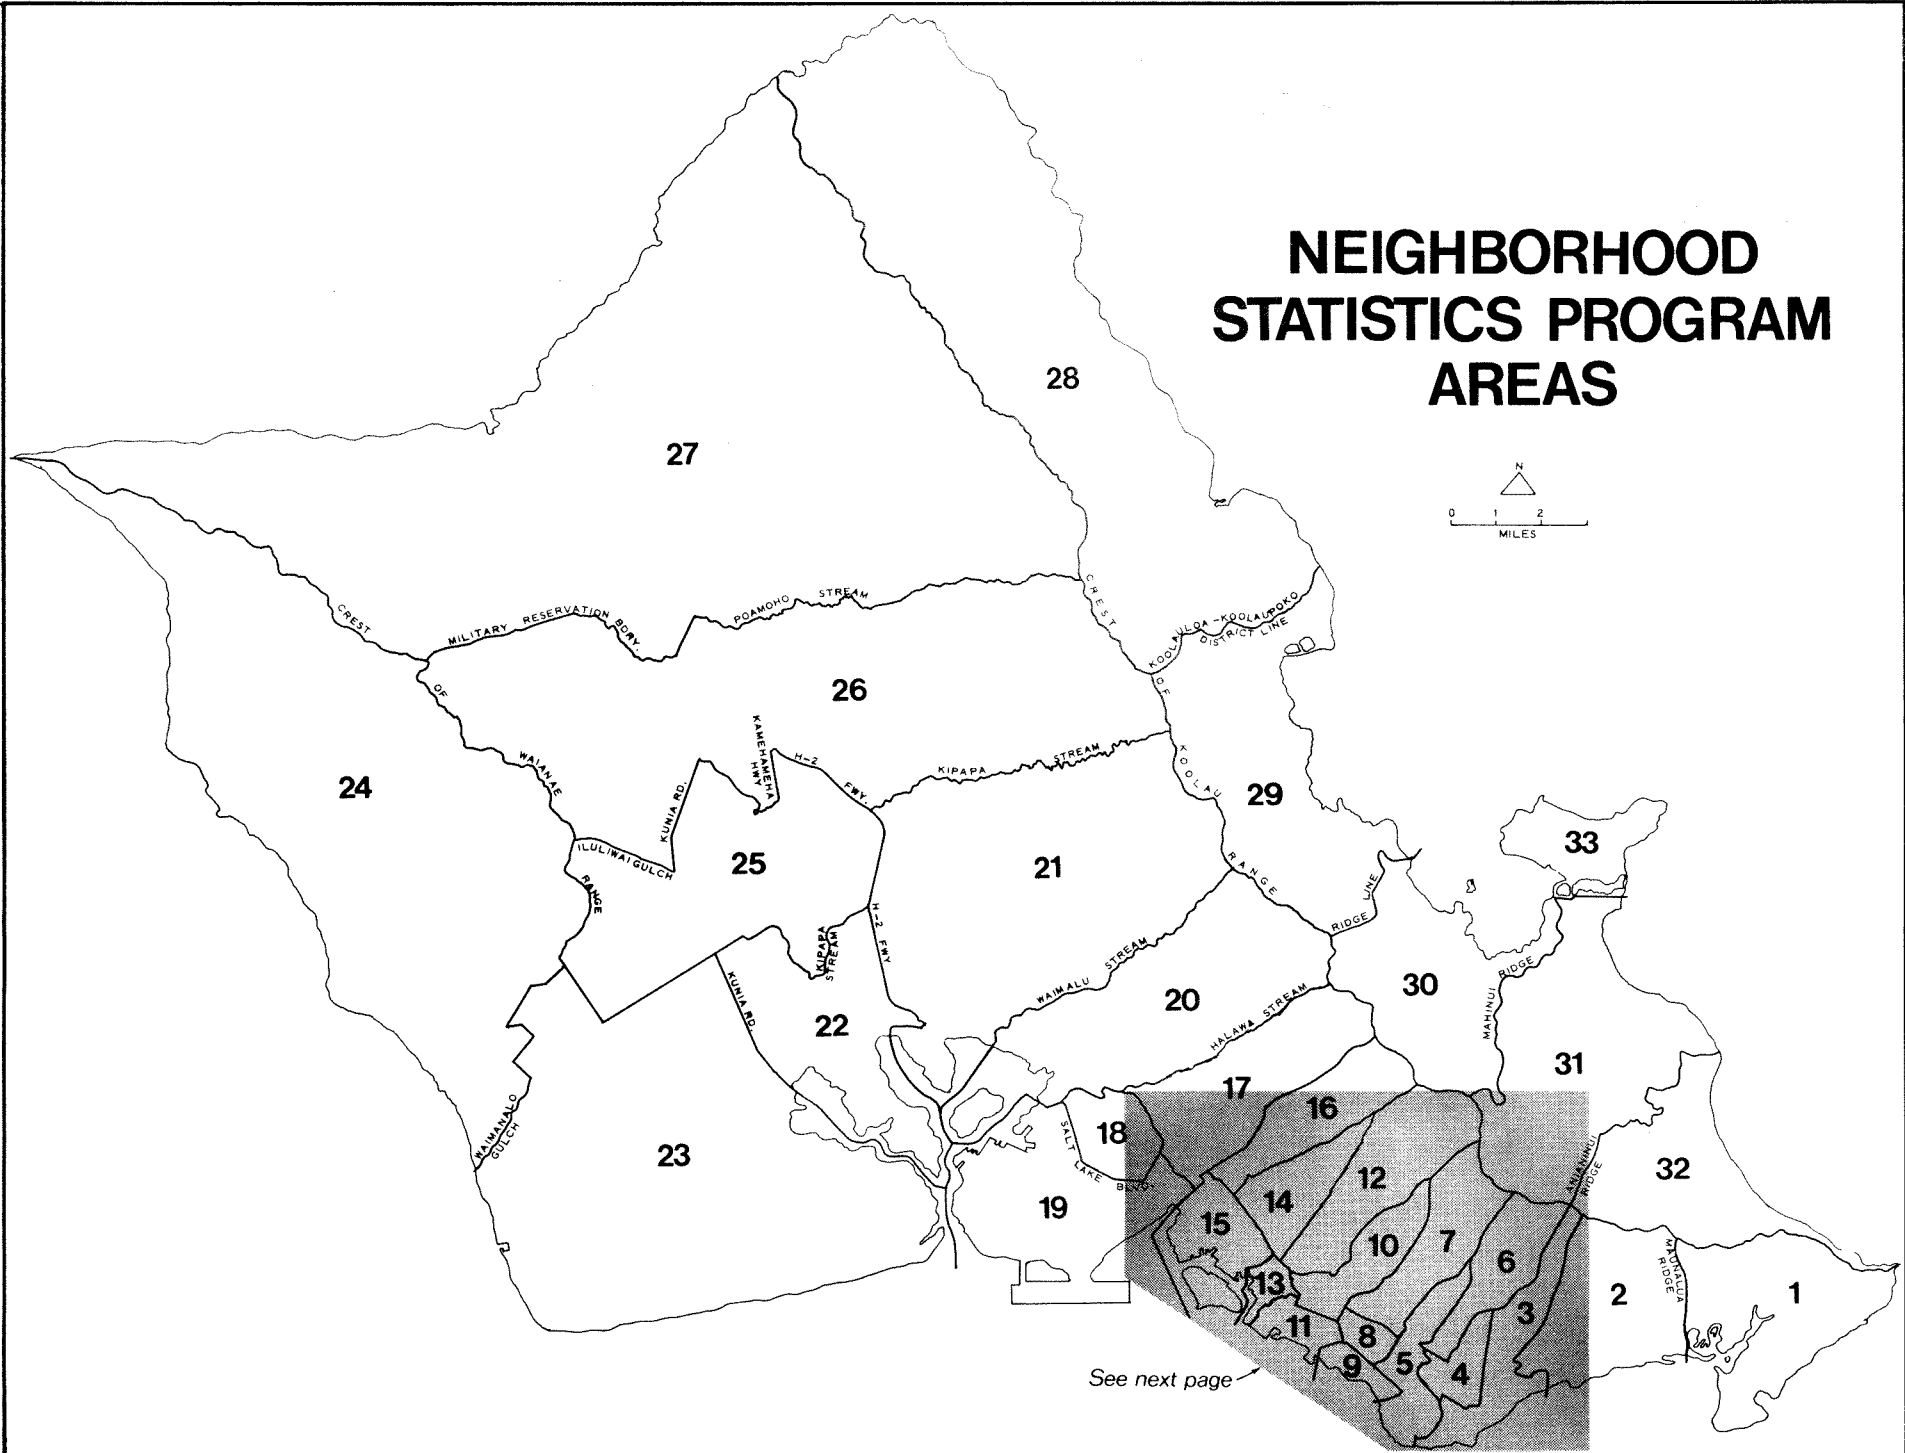 NEIGHBORHOOD
STATISTICS PROGRAM
AREAS
28
27
N
0 1 2
MILES
CREST
MILITARY RESERVATION BDRY.
POAMOHO STREAM
CREST
KOOLAULOA-KOOLAUPOKO
DISTRICT LINE
OF
26
OF
KAMEHAMEHA
HWY
H-2
FWY.
KIPAPA STREAM
WAIANAE
KUNIA RD.
KOOLAU
24
29
33
ILULIWAI GULCH
25
21
RANGE
RANGE
RIDGE LINE
H-2 FWY
KIPAPA
STREAM
KUNIA RD.
WAIMALU STREAM
RIDGE
MAHINUI
30
20
22
HALAWA STREAM
31
17
16
WAIMANALO
GULCH
SALT
LAKE BLVD.
18
23
ANIANINUI
RIDGE
32
12
14
19
15
10
7
6
MAUNALUA
RIDGE
13
2
1
3
11
8
9
5
4
See next page